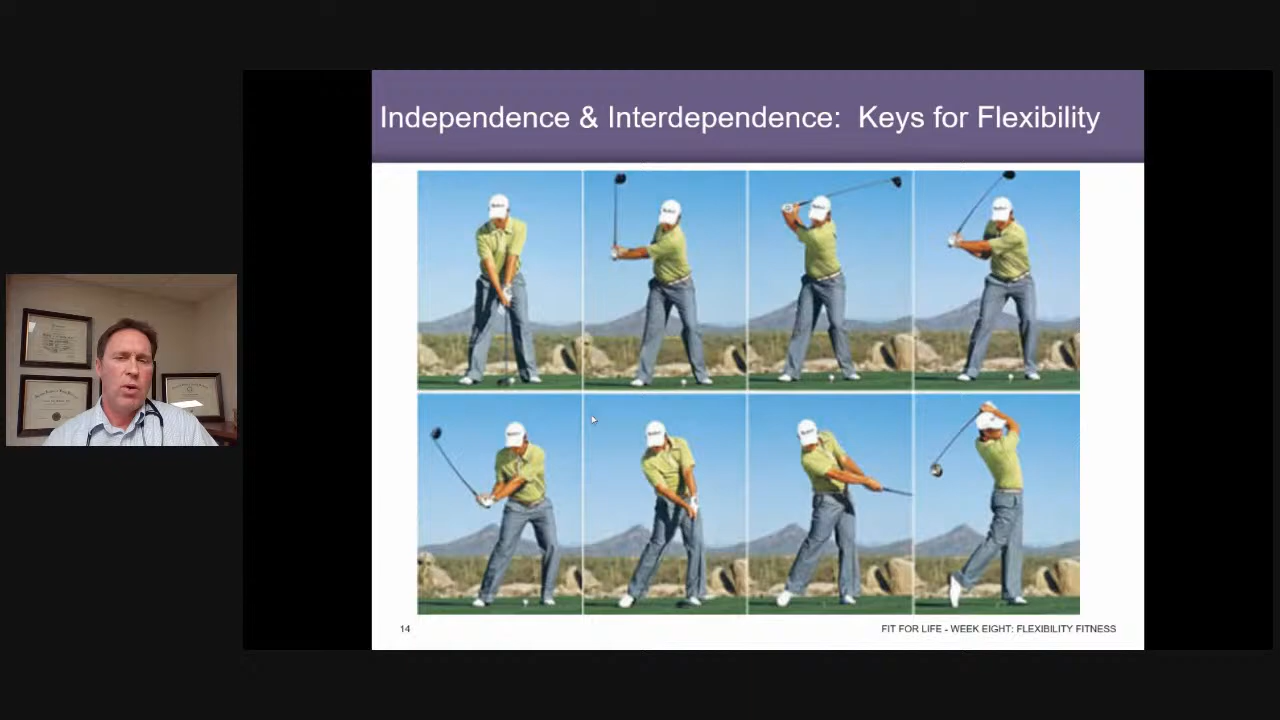 Independence & Interdependence: Keys for Flexibility
14
FIT FOR LIFE - WEEK EIGHT: FLEXIBILITY FITNESS